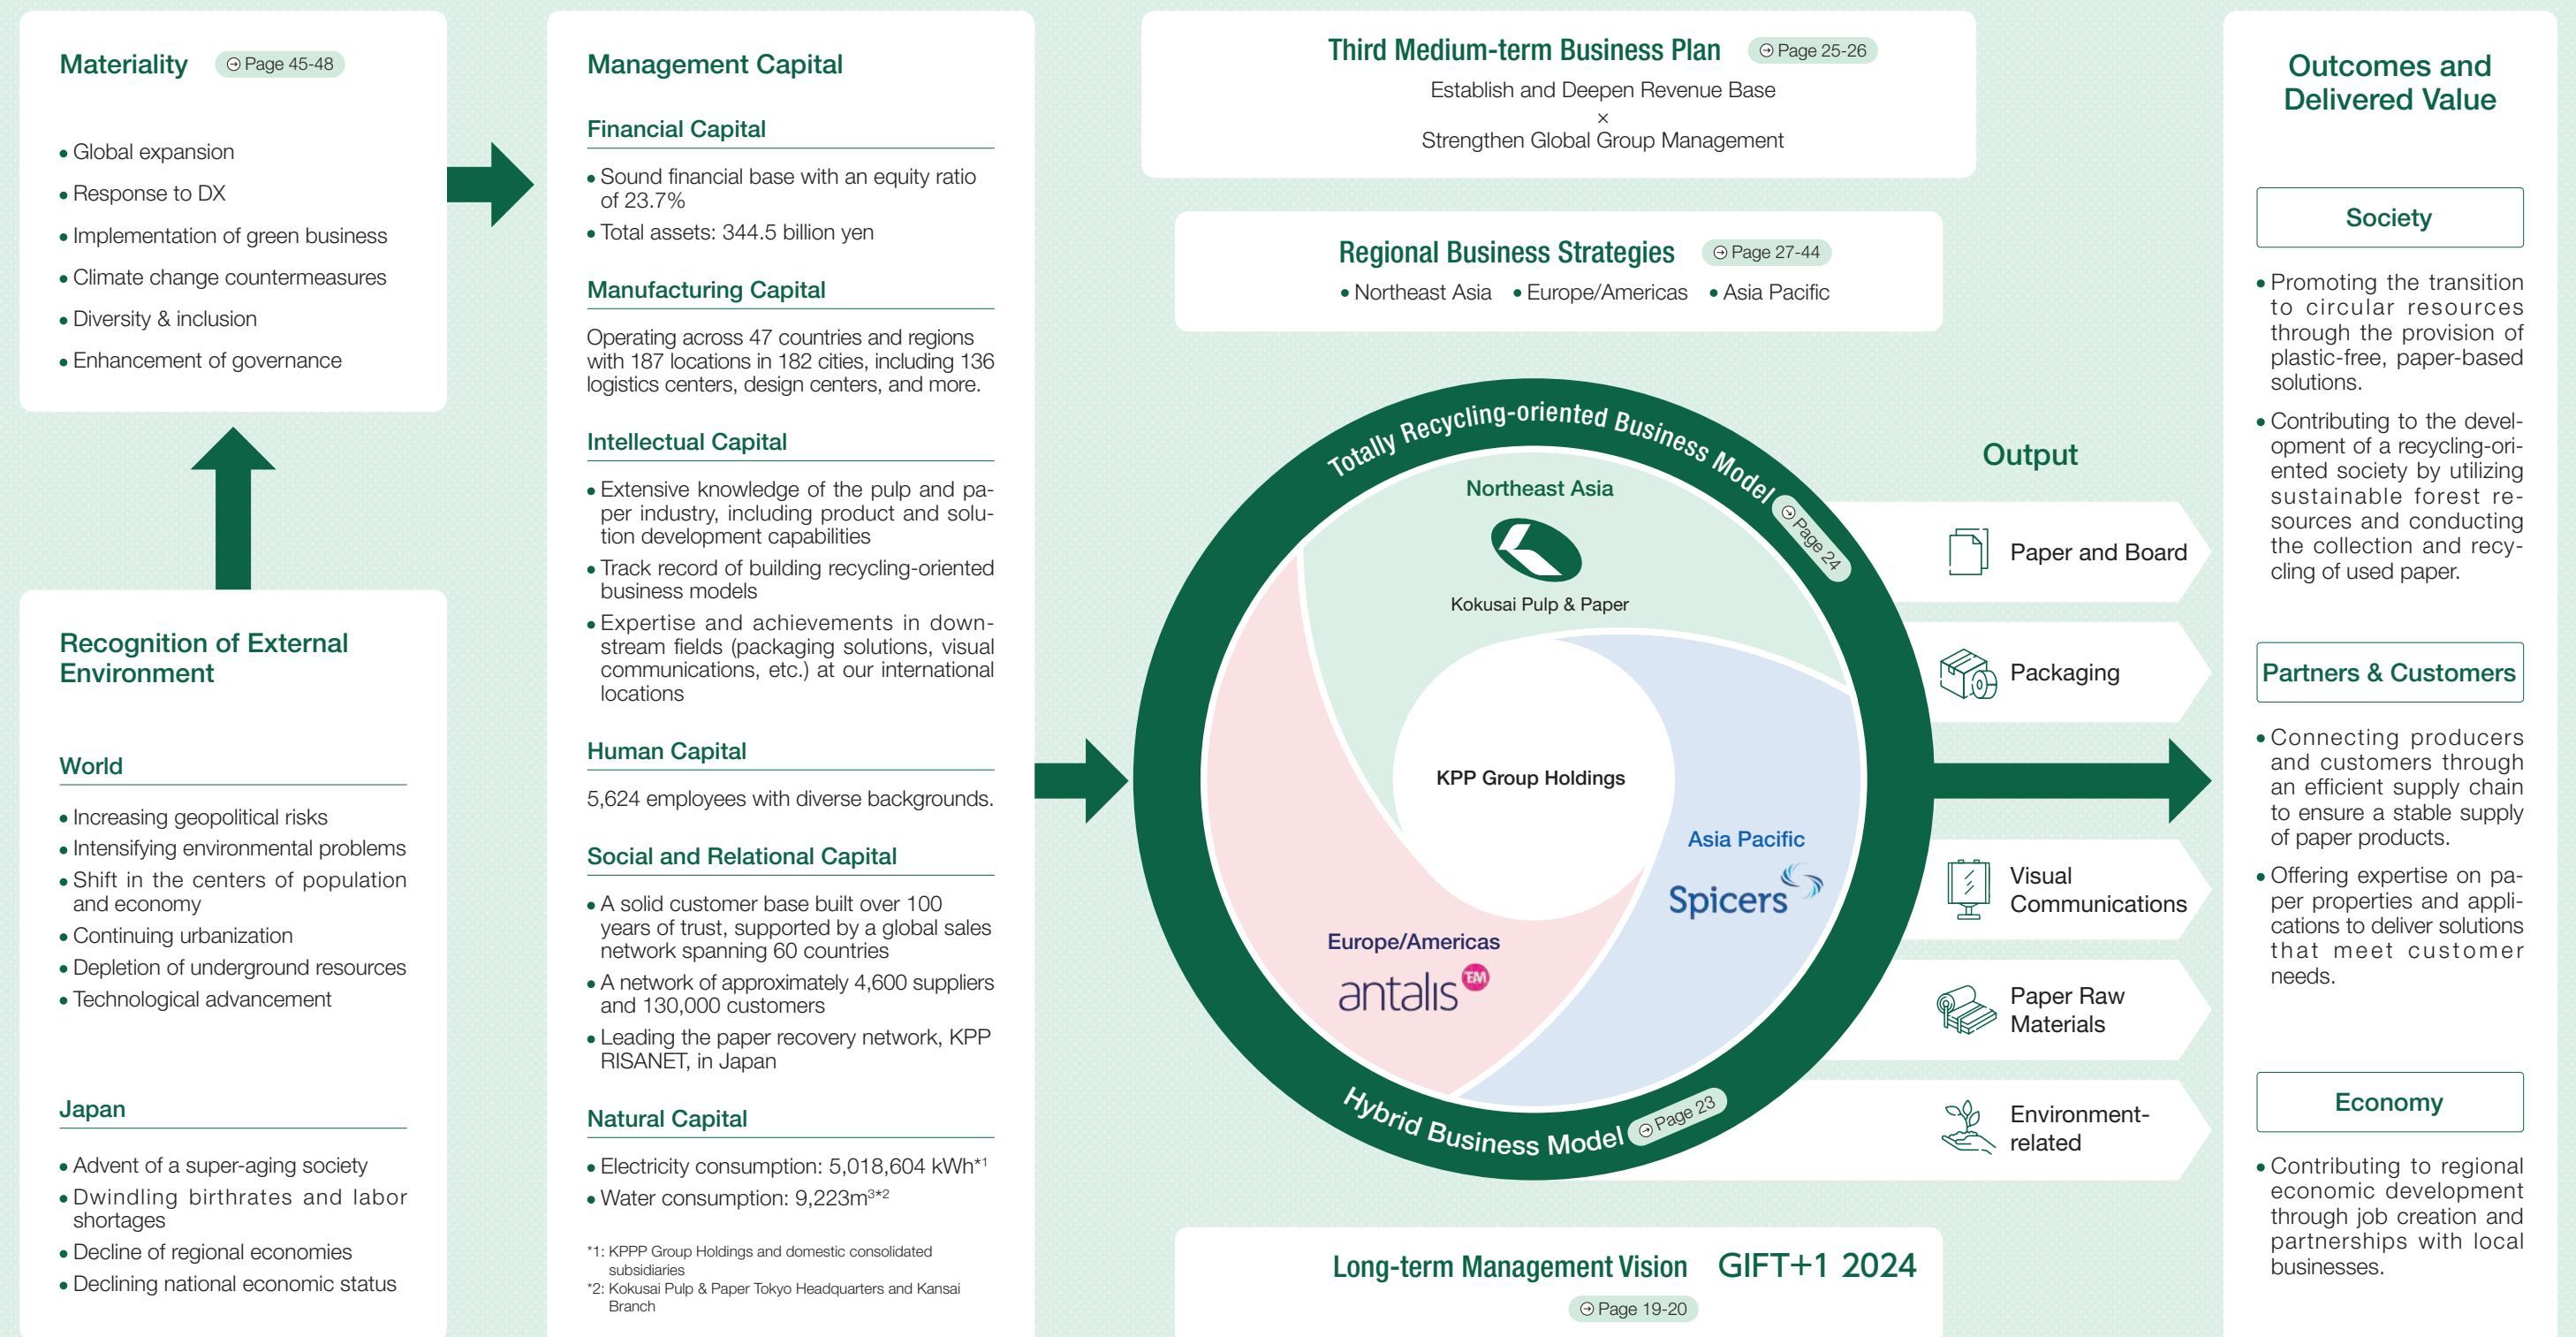 Materiality
Page 45-48
Global expansion
Response to DX
Implementation of green business
Climate change countermeasures
Diversity & inclusion
Enhancement of governance
Recognition of External
Environment
World
Increasing geopolitical risks
Intensifying environmental problems
Shift in the centers of population
and economy
Continuing urbanization
Depletion of underground resources
Technological advancement
Japan
Advent of a super-aging society
Dwindling birthrates and labor
shortages
Decline of regional economies
Declining national economic status
Management Capital
Financial Capital
Sound financial base with an equity ratio
of 23.7%
Total assets: 344.5 billion yen
Manufacturing Capital
Operating across 47 countries and regions
with 187 locations in 182 cities, including 136
logistics centers, design centers, and more.
Intellectual Capital
Extensive knowledge of the pulp and pa-
per industry, including product and solu-
tion development capabilities
Track record of building recycling-oriented
business models
Expertise and achievements in down-
stream fields (packaging solutions, visual
communications, etc.) at our international
locations
Human Capital
5,624 employees with diverse backgrounds.
Social and Relational Capital
A solid customer base built over 100
years of trust, supported by a global sales
network spanning 60 countries
A network of approximately 4,600 suppliers
and 130,000 customers
Leading the paper recovery network, KPP
RISANET, in Japan
Natural Capital
Electricity consumption: 5,018,604 kWh*1
Water consumption: 9,223m3*2
*1: KPPP Group Holdings and domestic consolidated
subsidiaries
*2: Kokusai Pulp & Paper Tokyo Headquarters and Kansai
Branch
Third Medium-term Business Plan
Page 25-26
Establish and Deepen Revenue Base
×
Strengthen Global Group Management
Regional Business Strategies
Page 27-44
Northeast Asia
Europe/Americas
Asia Pacific
Totally Recycling-oriented Business Model
Page 24
Northeast Asia
Kokusai Pulp & Paper
KPP Group Holdings
Asia Pacific
Spicers
Europe/Americas
antalis TM
Hybrid Business Model
Page 23
Long-term Management Vision GIFT+1 2024
Page 19-20
Output
Paper and Board
Packaging
Visual
Communications
Paper Raw
Materials
Environment-
related
Outcomes and
Delivered Value
Society
Promoting the transition
to circular resources
through the provision of
plastic-free, paper-based
solutions.
Contributing to the devel-
opment of a recycling-ori-
ented society by utilizing
sustainable forest re-
sources and conducting
the collection and recy-
cling of used paper.
Partners & Customers
Connecting producers
and customers through
an efficient supply chain
to ensure a stable supply
of paper products.
Offering expertise on pa-
per properties and appli-
cations to deliver solutions
that meet customer
needs.
Economy
Contributing to regional
economic development
through job creation and
partnerships with local
businesses.